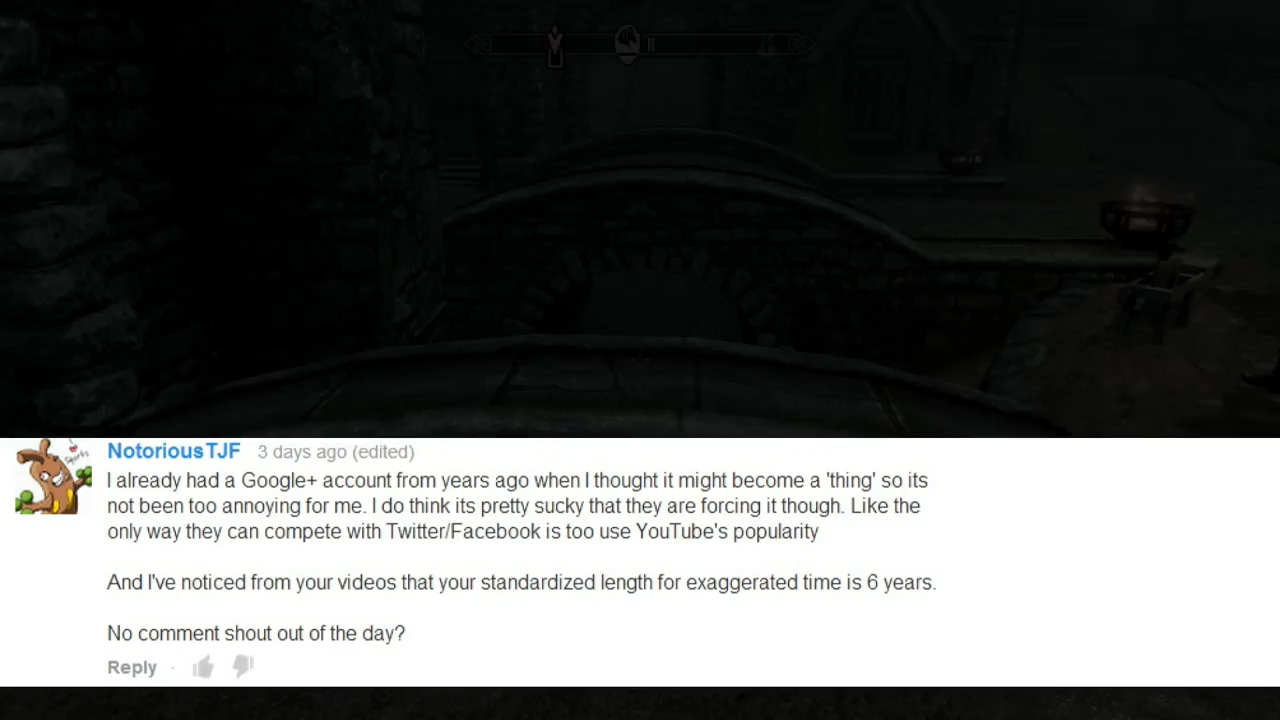 NotoriousTJF 3 days ago (edited)
I already had a Google+ account from years ago when I thought it might become a 'thing' so its
not been too annoying for me. I do think its pretty sucky that they are forcing it though. Like the
only way they can compete with Twitter/Facebook is too use YouTube's popularity
And I've noticed from your videos that your standardized length for exaggerated time is 6 years.
No comment shout out of the day?
Reply ·